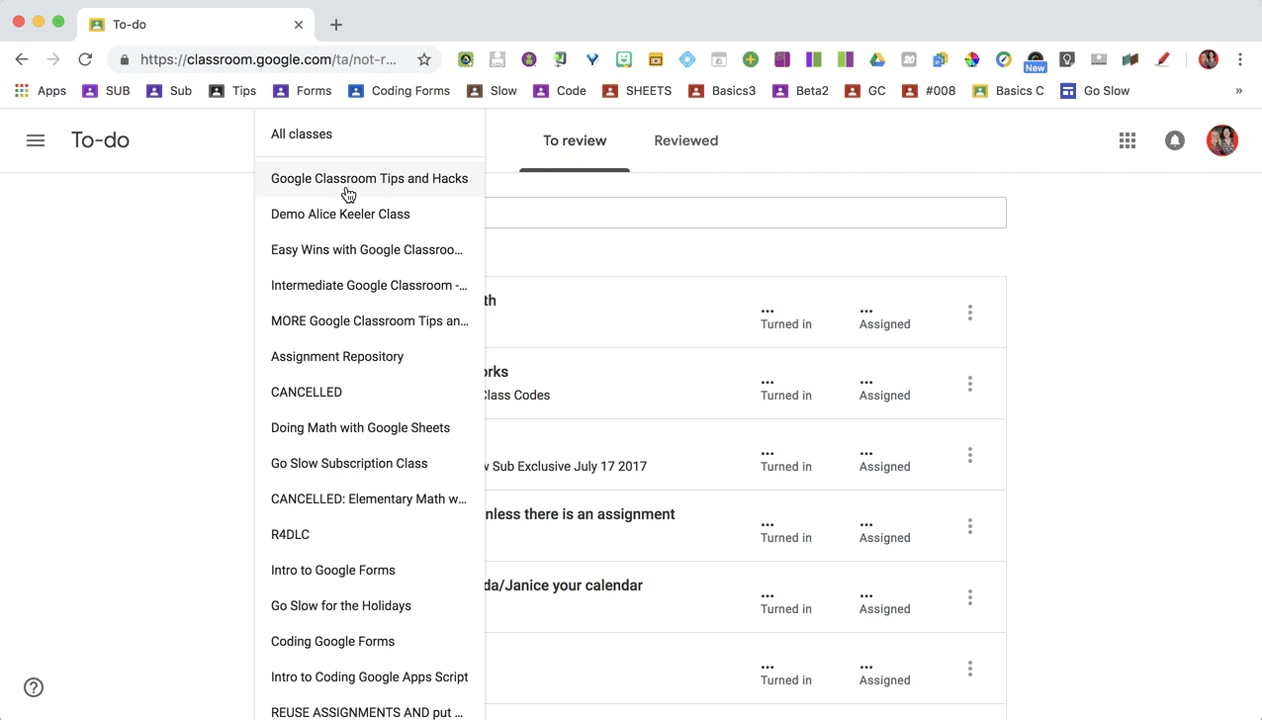 To-do
https://classroom.google.com/ta/not-r...
20
New
Apps SUB Sub Tips Forms Coding Forms Slow Code SHEETS Basics3 Beta2 GC #008 Basics C Go Slow »
To-do
All classes
To review Reviewed
Google Classroom Tips and Hacks
Demo Alice Keeler Class
Easy Wins with Google Classroo...
Intermediate Google Classroom -...
th
... Turned in ... Assigned
MORE Google Classroom Tips an...
Assignment Repository
orks
Class Codes
... Turned in ... Assigned
CANCELLED
Doing Math with Google Sheets
Go Slow Subscription Class
w Sub Exclusive July 17 2017
... Turned in ... Assigned
CANCELLED: Elementary Math w...
nless there is an assignment
... Turned in ... Assigned
R4DLC
Intro to Google Forms
da/Janice your calendar
... Turned in ... Assigned
Go Slow for the Holidays
Coding Google Forms
Intro to Coding Google Apps Script
... Turned in ... Assigned
REUSE ASSIGNMENTS AND put ...